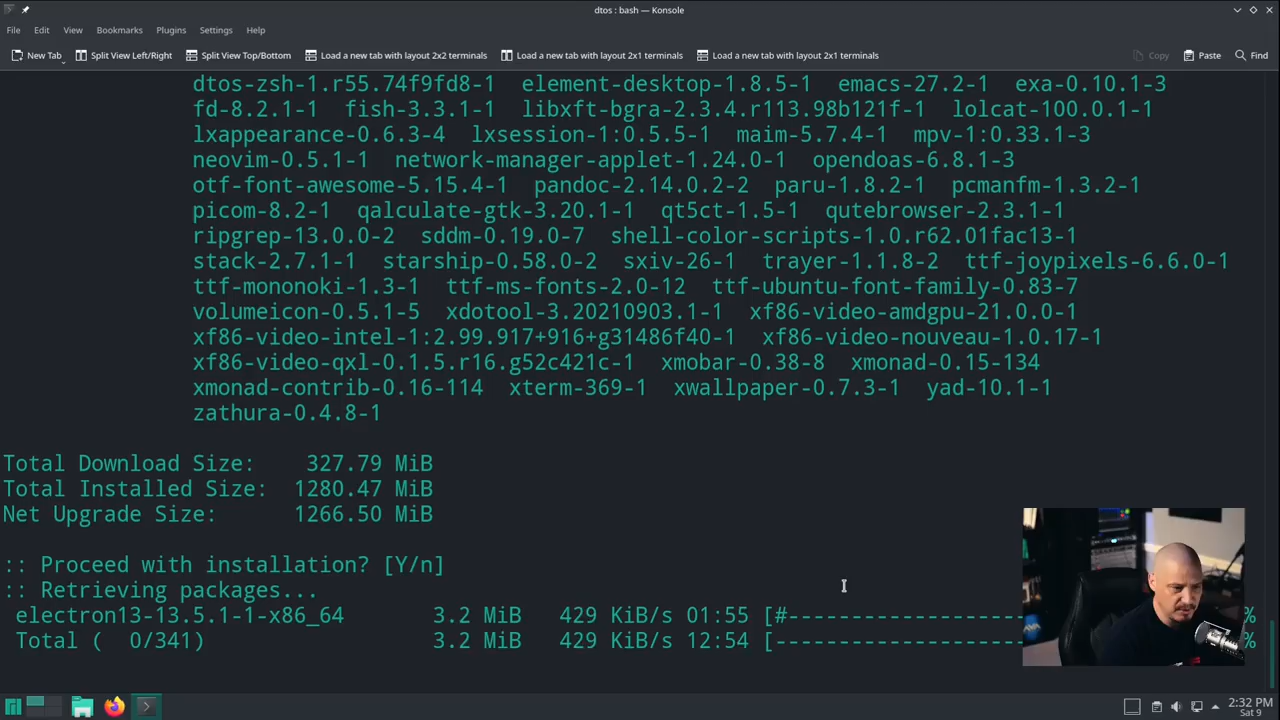 dtos : bash — Konsole
File Edit View Bookmarks Plugins Settings Help
New Tab Split View Left/Right Split View Top/Bottom Load a new tab with layout 2x2 terminals Load a new tab with layout 2x1 terminals Load a new tab with layout 2x1 terminals Copy Paste Find
dtos-zsh-1.r55.74f9fd8-1 element-desktop-1.8.5-1 emacs-27.2-1 exa-0.10.1-3
fd-8.2.1-1 fish-3.3.1-1 libxft-bgra-2.3.4.r113.98b121f-1 lolcat-100.0.1-1
lxappearance-0.6.3-4 lxsession-1:0.5.5-1 maim-5.7.4-1 mpv-1:0.33.1-3
neovim-0.5.1-1 network-manager-applet-1.24.0-1 opendoas-6.8.1-3
otf-font-awesome-5.15.4-1 pandoc-2.14.0.2-2 paru-1.8.2-1 pcmanfm-1.3.2-1
picom-8.2-1 qalculate-gtk-3.20.1-1 qt5ct-1.5-1 qutebrowser-2.3.1-1
ripgrep-13.0.0-2 sddm-0.19.0-7 shell-color-scripts-1.0.r62.01fac13-1
stack-2.7.1-1 starship-0.58.0-2 sxiv-26-1 trayer-1.1.8-2 ttf-joypixels-6.6.0-1
ttf-mononoki-1.3-1 ttf-ms-fonts-2.0-12 ttf-ubuntu-font-family-0.83-7
volumeicon-0.5.1-5 xdotool-3.20210903.1-1 xf86-video-amdgpu-21.0.0-1
xf86-video-intel-1:2.99.917+916+g31486f40-1 xf86-video-nouveau-1.0.17-1
xf86-video-qxl-0.1.5.r16.g52c421c-1 xmobar-0.38-8 xmonad-0.15-134
xmonad-contrib-0.16-114 xterm-369-1 xwallpaper-0.7.3-1 yad-10.1-1
zathura-0.4.8-1
Total Download Size: 327.79 MiB
Total Installed Size: 1280.47 MiB
Net Upgrade Size: 1266.50 MiB
:: Proceed with installation? [Y/n]
:: Retrieving packages...
electron13-13.5.1-1-x86_64 3.2 MiB 429 KiB/s 01:55 [#------------------- %
Total ( 0/341) 3.2 MiB 429 KiB/s 12:54 [-------------------- %
2:32 PM
Sat 9